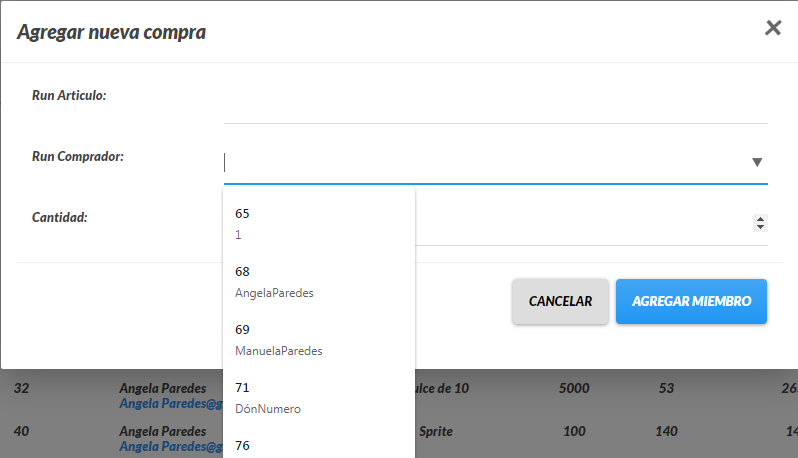 Agregar nueva compra
×
Run Articulo:
Run Comprador:
Cantidad:
65
1
68
AngelaParedes
69
ManuelaParedes
71
DónNumero
76
CANCELAR
AGREGAR MIEMBRO
32 Angela Paredes ulce de 10 5000 53 26
Angela Paredes@g
40 Angela Paredes Sprite 100 140 14
Angela Paredes@g